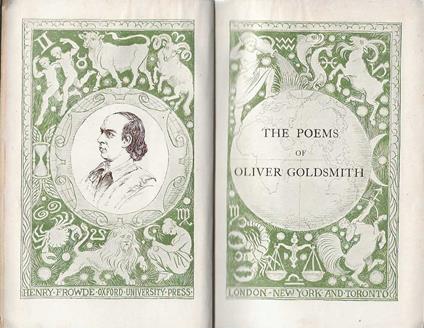 HENRY·FROWDE·OXFORD·UNIVERSITY·PRESS·
THE POEMS
OF
OLIVER GOLDSMITH
LONDON·NEW·YORK·AND·TORONTO·